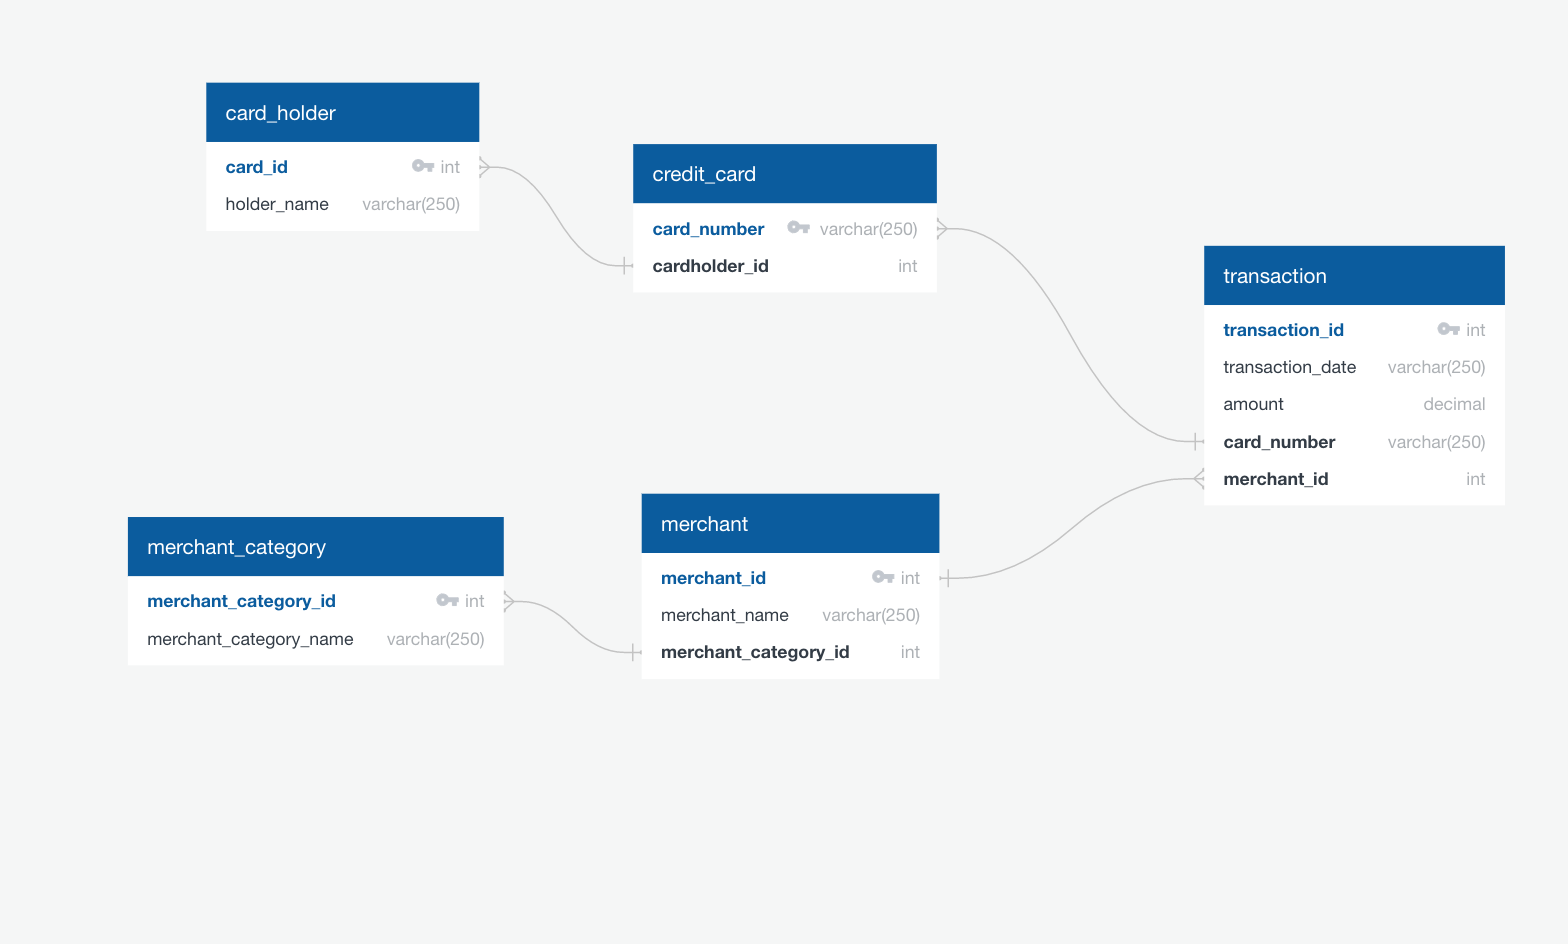 card_holder
card_id int
holder_name varchar(250)
credit_card
card_number varchar(250)
cardholder_id int
transaction
transaction_id int
transaction_date varchar(250)
amount decimal
card_number varchar(250)
merchant_id int
merchant_category
merchant_category_id int
merchant_category_name varchar(250)
merchant
merchant_id int
merchant_name varchar(250)
merchant_category_id int